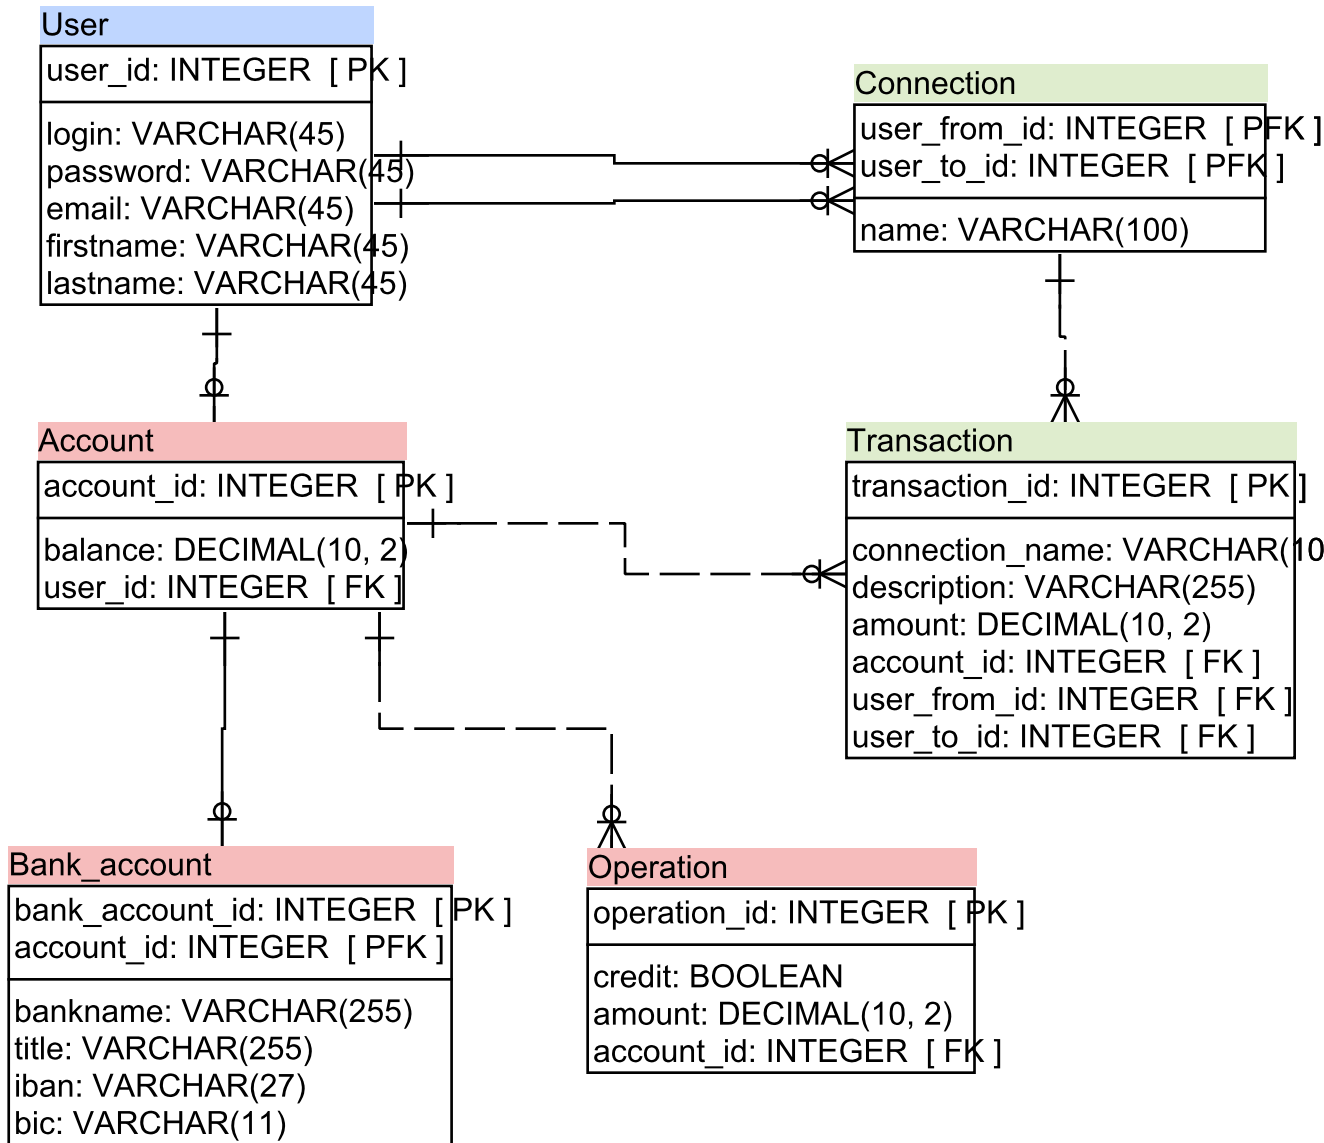 User
user_id: INTEGER [ PK ]
login: VARCHAR(45)
password: VARCHAR(45)
email: VARCHAR(45)
firstname: VARCHAR(45)
lastname: VARCHAR(45)
Connection
user_from_id: INTEGER [ PFK ]
user_to_id: INTEGER [ PFK ]
name: VARCHAR(100)
Account
account_id: INTEGER [ PK ]
balance: DECIMAL(10, 2)
user_id: INTEGER [ FK ]
Transaction
transaction_id: INTEGER [ PK ]
connection_name: VARCHAR(10
description: VARCHAR(255)
amount: DECIMAL(10, 2)
account_id: INTEGER [ FK ]
user_from_id: INTEGER [ FK ]
user_to_id: INTEGER [ FK ]
Bank_account
bank_account_id: INTEGER [ PK ]
account_id: INTEGER [ PFK ]
bankname: VARCHAR(255)
title: VARCHAR(255)
iban: VARCHAR(27)
bic: VARCHAR(11)
Operation
operation_id: INTEGER [ PK ]
credit: BOOLEAN
amount: DECIMAL(10, 2)
account_id: INTEGER [ FK ]